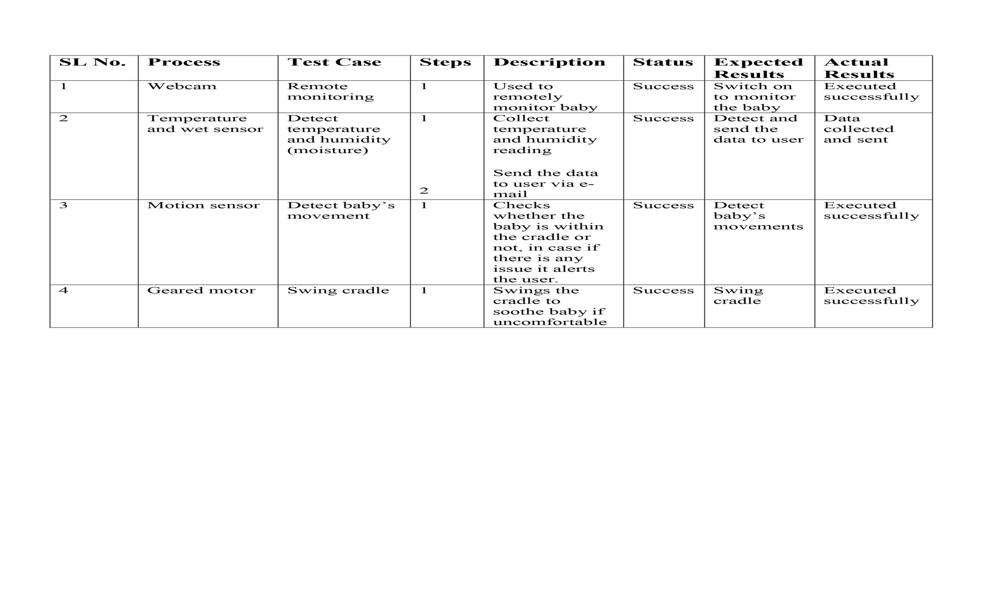 SL No.
Process
Test Case
Steps
Description
Status
Expected
Results
Actual
Results
1
Webcam
Remote
monitoring
1
Used to
remotely
monitor baby
Success
Switch on
to monitor
the baby
Executed
successfully
2
Temperature
and wet sensor
Detect
temperature
and humidity
(moisture)
1
2
Collect
temperature
and humidity
reading
Send the data
to user via e-
mail
Success
Detect and
send the
data to user
Data
collected
and sent
3
Motion sensor
Detect baby’s
movement
1
Checks
whether the
baby is within
the cradle or
not, in case if
there is any
issue it alerts
the user.
Success
Detect
baby’s
movements
Executed
successfully
4
Geared motor
Swing cradle
1
Swings the
cradle to
soothe baby if
uncomfortable
Success
Swing
cradle
Executed
successfully